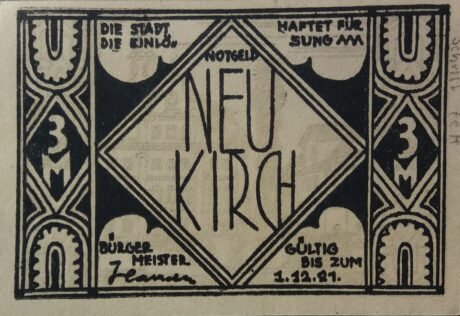 DIE STADT
DIE EINLÖ-
HAFTET FÜR
SUNG
NOTGELD
NEU
KIRCH
3
M
3
M
BÜRGER
MEISTER
GÜLTIG
BIS ZUM
1.12.21.